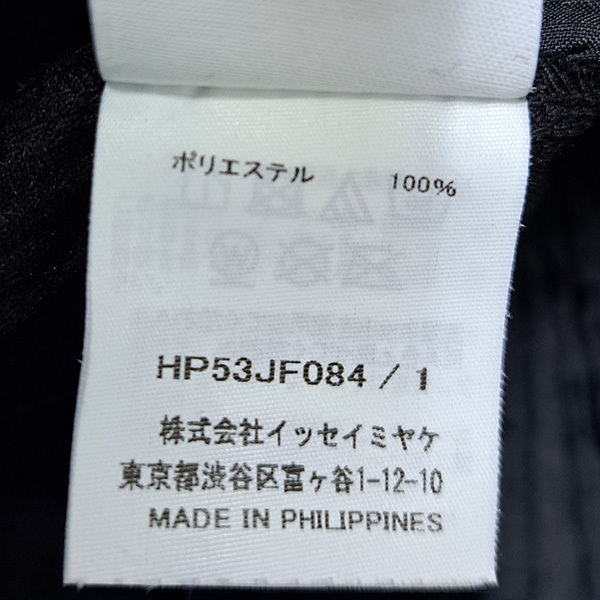 ポリエステル 100%
HP53JF084 / 1
株式会社イッセイミヤケ
東京都渋谷区富ヶ谷1-12-10
MADE IN PHILIPPINES